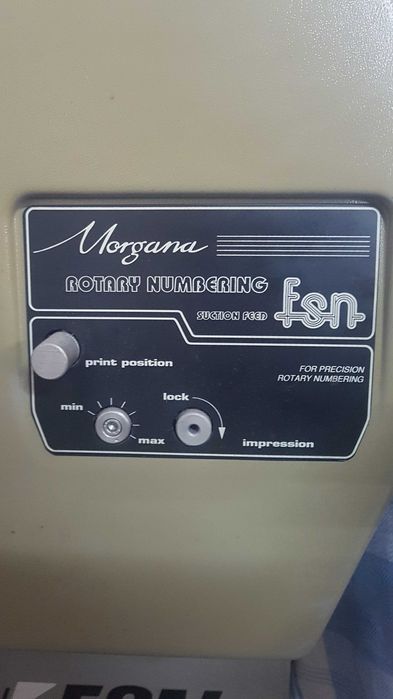 Morgana
ROTARY NUMBERING
SUCTION FEED fsn
print position
FOR PRECISION
ROTARY NUMBERING
min
max
lock
impression